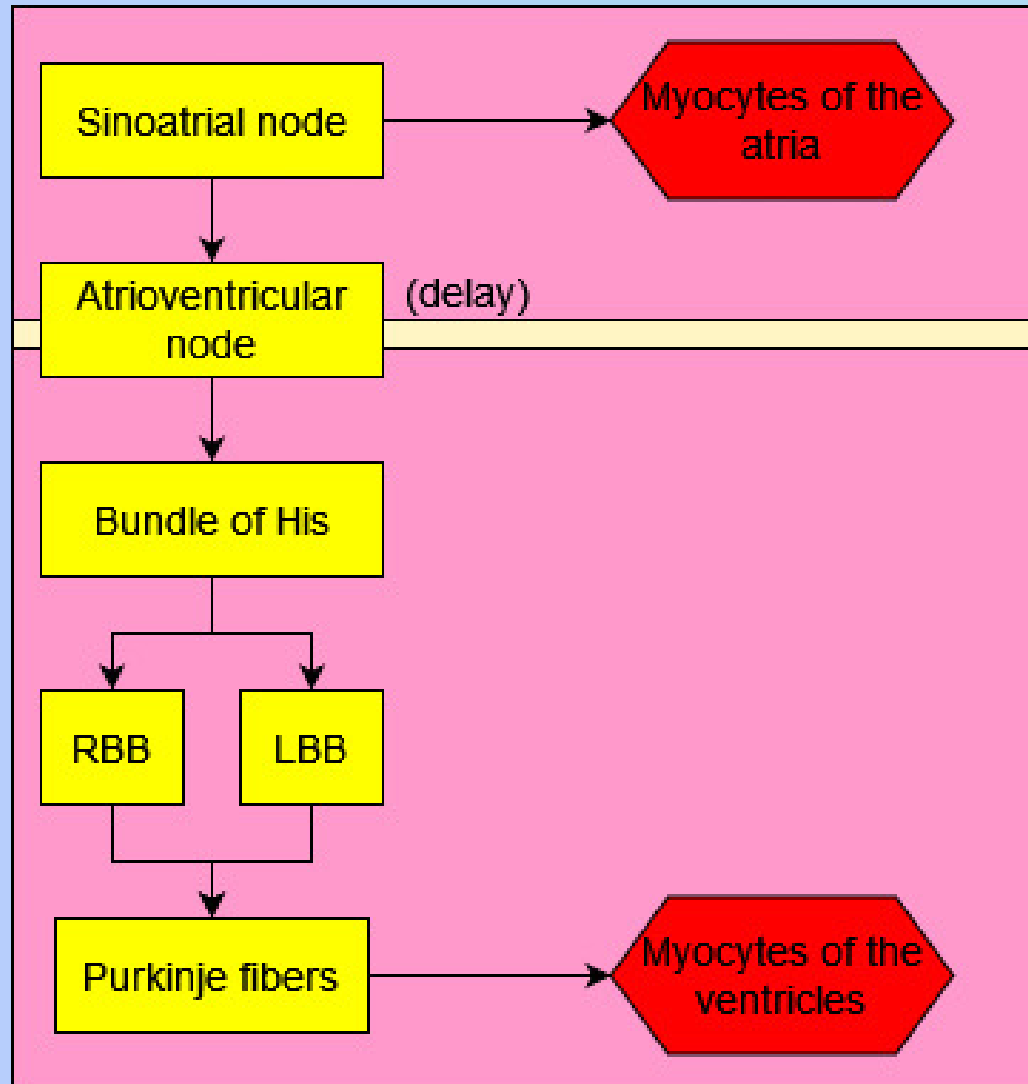 Sinoatrial node
Myocytes of the
atria
Atrioventricular
node
(delay)
Bundle of His
RBB
LBB
Purkinje fibers
Myocytes of the
ventricles